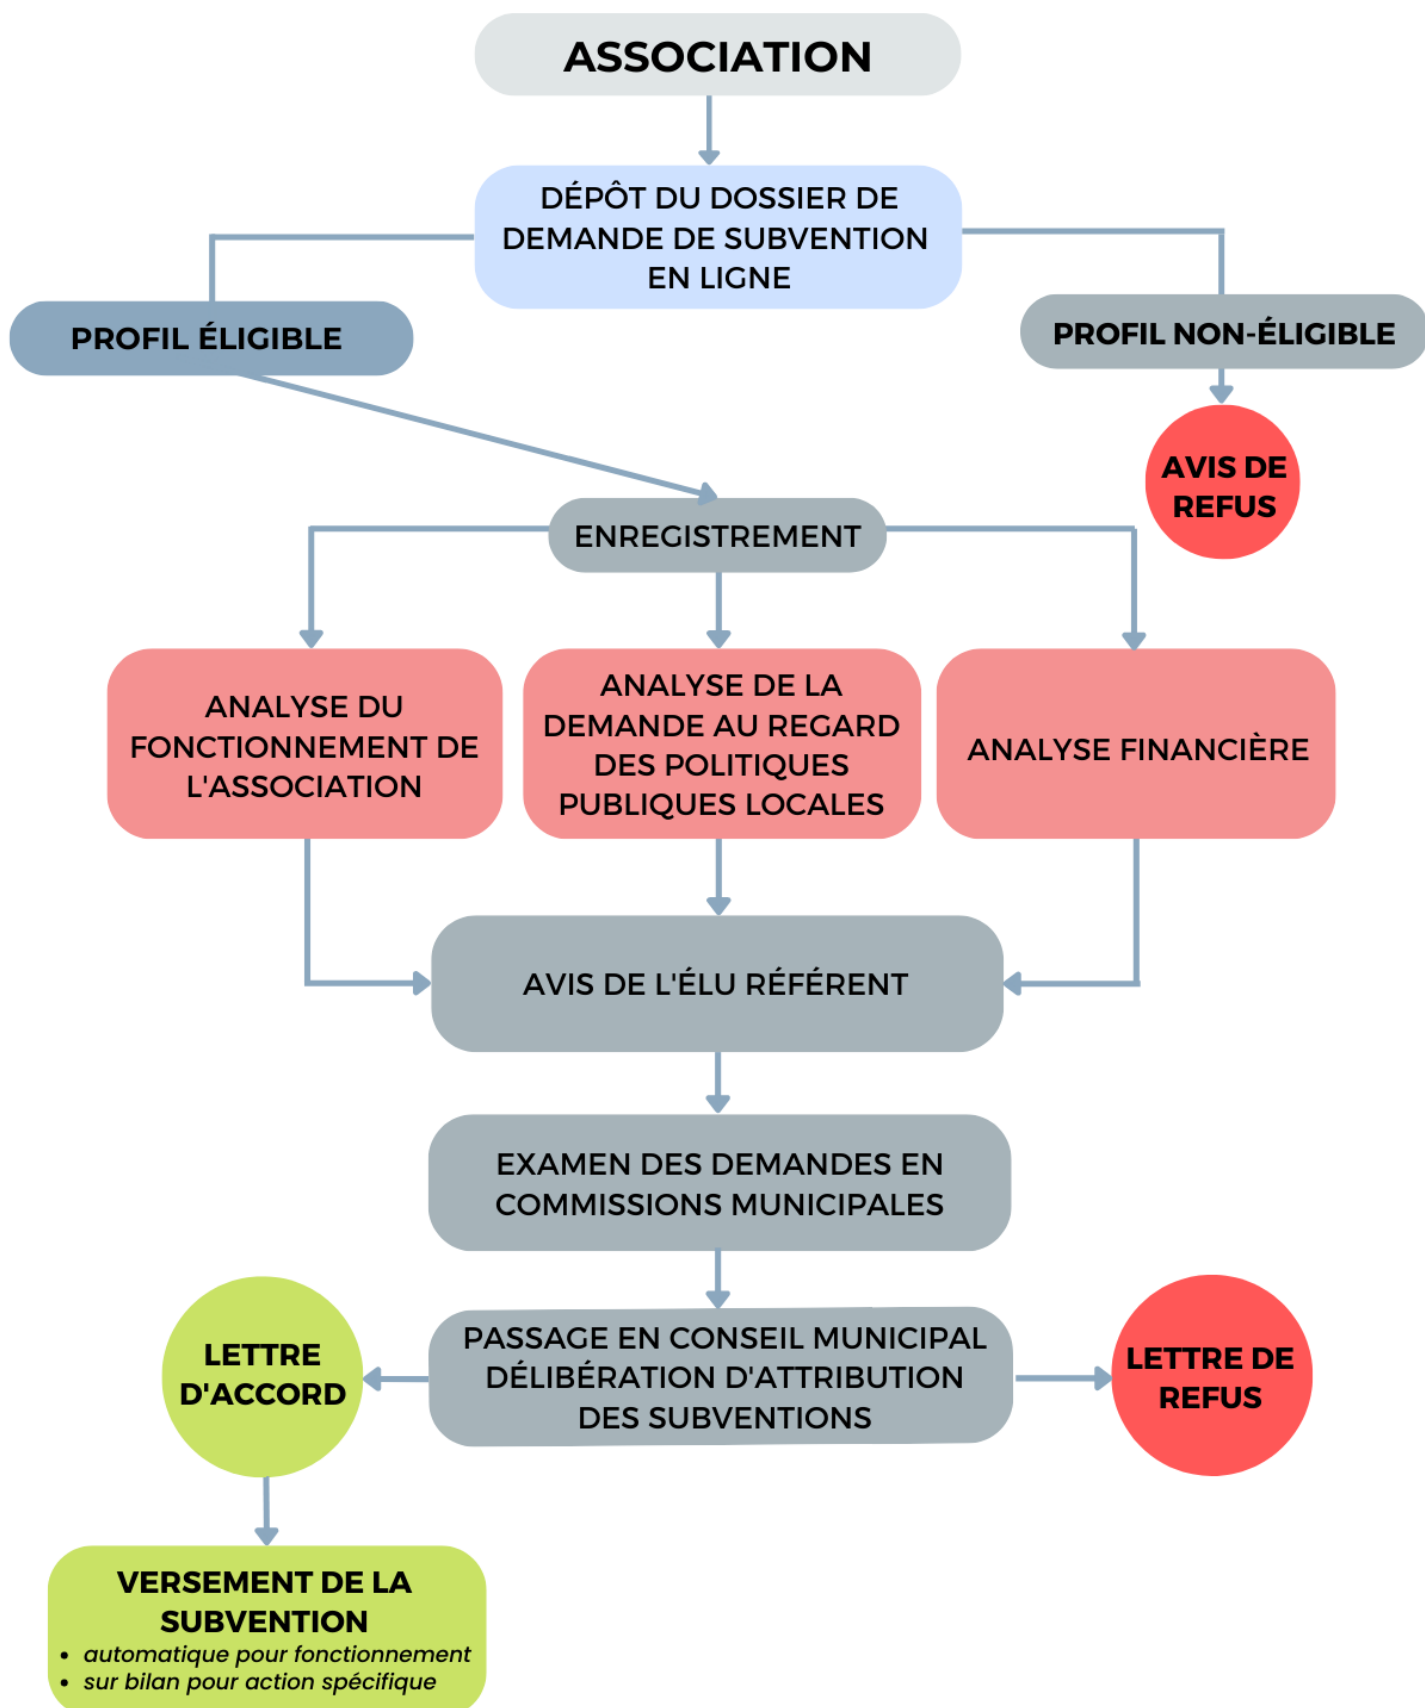 ASSOCIATION
DÉPÔT DU DOSSIER DE
DEMANDE DE SUBVENTION
EN LIGNE
PROFIL ÉLIGIBLE
PROFIL NON-ÉLIGIBLE
AVIS DE
REFUS
ENREGISTREMENT
ANALYSE DU
FONCTIONNEMENT DE
L'ASSOCIATION
ANALYSE DE LA
DEMANDE AU REGARD
DES POLITIQUES
PUBLIQUES LOCALES
ANALYSE FINANCIÈRE
AVIS DE L'ÉLU RÉFÉRENT
EXAMEN DES DEMANDES EN
COMMISSIONS MUNICIPALES
PASSAGE EN CONSEIL MUNICIPAL
DÉLIBÉRATION D'ATTRIBUTION
DES SUBVENTIONS
LETTRE
D'ACCORD
LETTRE DE
REFUS
VERSEMENT DE LA
SUBVENTION
• automatique pour fonctionnement
• sur bilan pour action spécifique